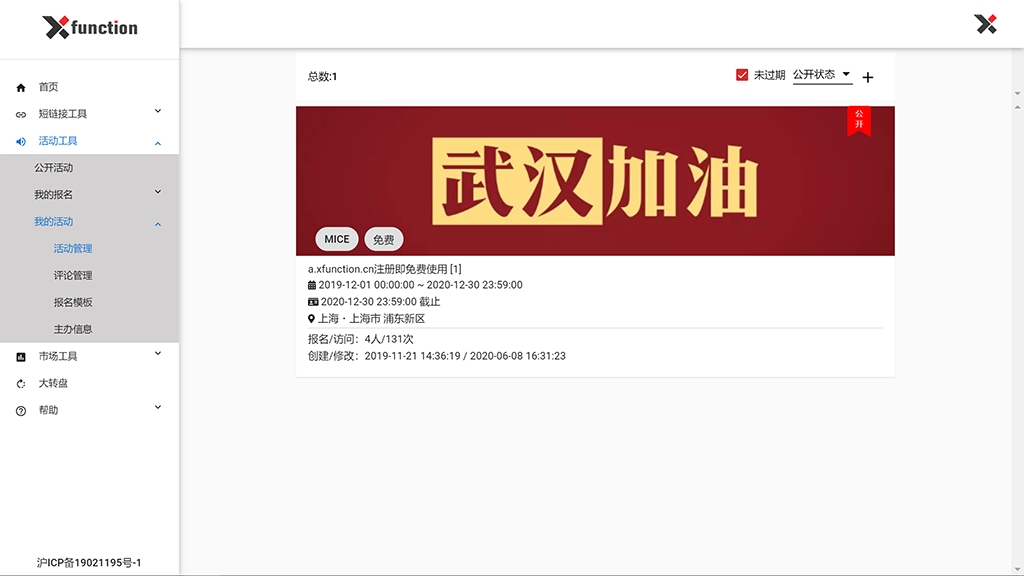 Xfunction
首页
短链接工具
活动工具
公开活动
我的报名
我的活动
活动管理
评论管理
报名模板
主办信息
市场工具
大转盘
帮助
沪ICP备19021195号-1
总数:1
未过期 公开状态
公开
武汉加油
MICE 免费
a.xfunction.cn注册即免费使用 [1]
2019-12-01 00:00:00 ~ 2020-12-30 23:59:00
2020-12-30 23:59:00 截止
上海・上海市 浦东新区
报名/访问：4人/131次
创建/修改：2019-11-21 14:36:19 / 2020-06-08 16:31:23